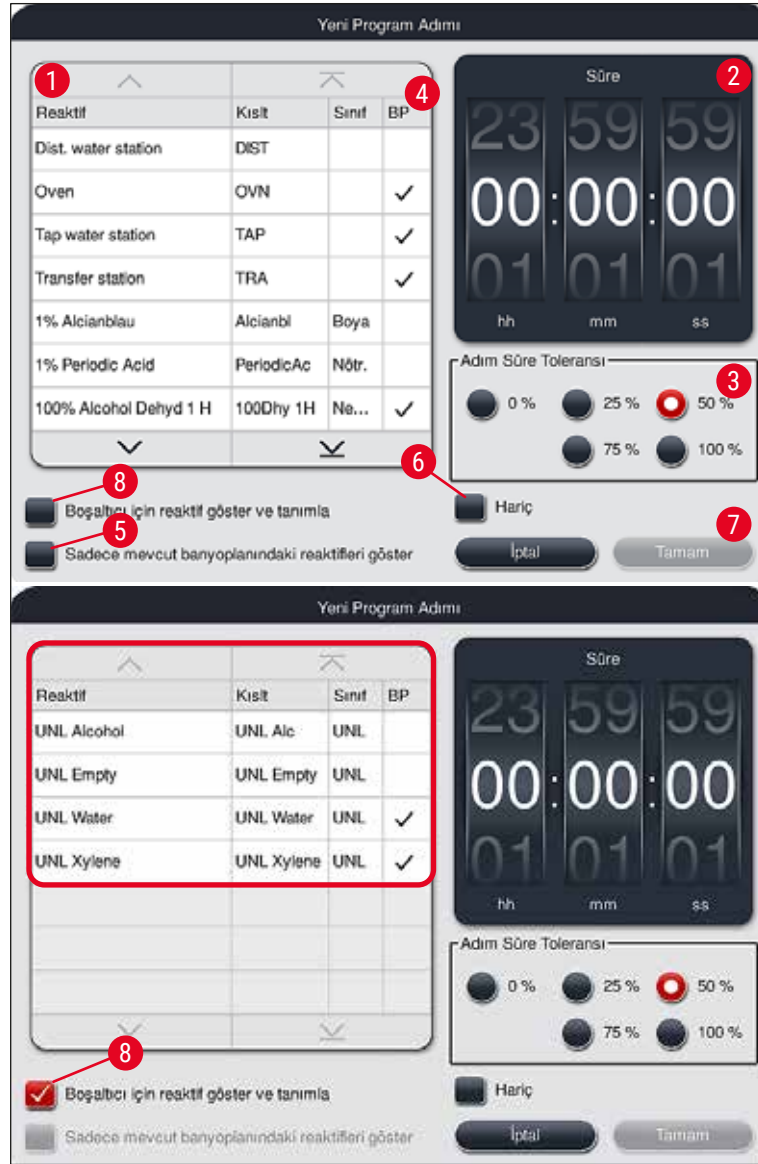 Yeni Program Adımı
1
4
Reaktif Kısıt Sınıf BP
Dist. water station DIST
Oven OVN ✓
Tap water station TAP ✓
Transfer station TRA ✓
1% Alcianblau Alcianbl Boya
1% Periodic Acid PeriodicAc Nötr.
100% Alcohol Dehyd 1 H 100Dhy 1H Ne... ✓
Süre
2
23 59 59
00:00:00
01 01 01
hh mm ss
Adım Süre Toleransı
3
0 % 25 % 50 %
75 % 100 %
8
Boşaltıcı için reaktif göster ve tanımla
5
Sadece mevcut banyoplanındaki reaktifleri göster
6
Hariç
7
İptal Tamam
Yeni Program Adımı
Reaktif Kısıt Sınıf BP
UNL Alcohol UNL Alc UNL
UNL Empty UNL Empty UNL
UNL Water UNL Water UNL ✓
UNL Xylene UNL Xylene UNL ✓
Süre
23 59 59
00:00:00
01 01 01
hh mm ss
Adım Süre Toleransı
0 % 25 % 50 %
75 % 100 %
8
Boşaltıcı için reaktif göster ve tanımla
Sadece mevcut banyoplanındaki reaktifleri göster
Hariç
İptal Tamam